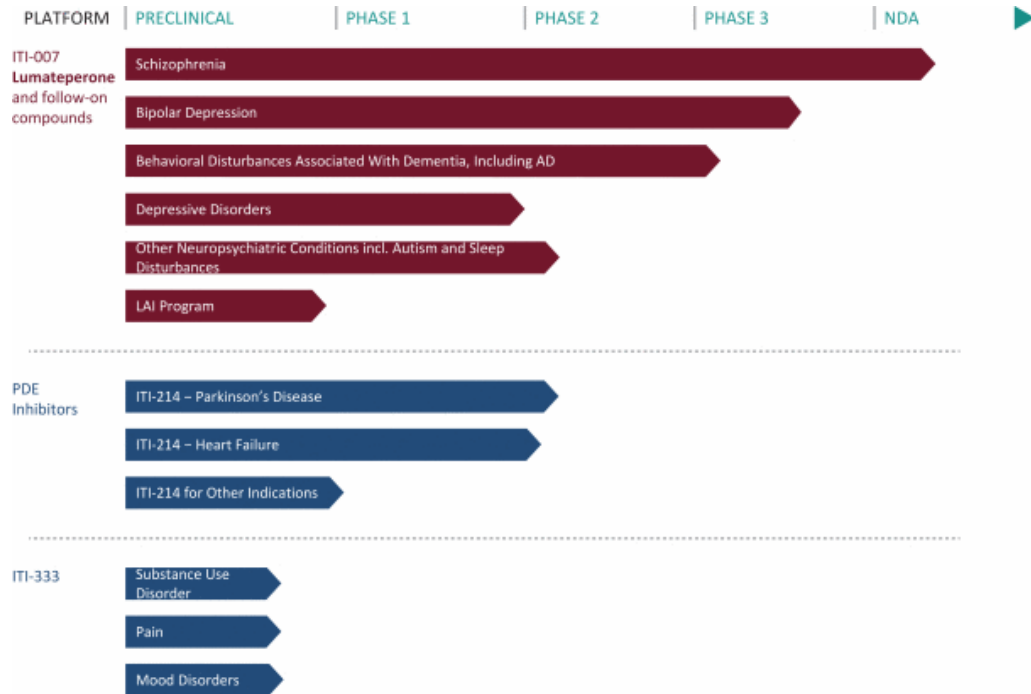 PLATFORM PRECLINICAL PHASE 1 PHASE 2 PHASE 3 NDA
ITI-007
Lumateperone
and follow-on
compounds
Schizophrenia
Bipolar Depression
Behavioral Disturbances Associated With Dementia, Including AD
Depressive Disorders
Other Neuropsychiatric Conditions incl. Autism and Sleep
Disturbances
LAI Program
PDE
Inhibitors
ITI-214 – Parkinson's Disease
ITI-214 – Heart Failure
ITI-214 for Other Indications
ITI-333
Substance Use
Disorder
Pain
Mood Disorders